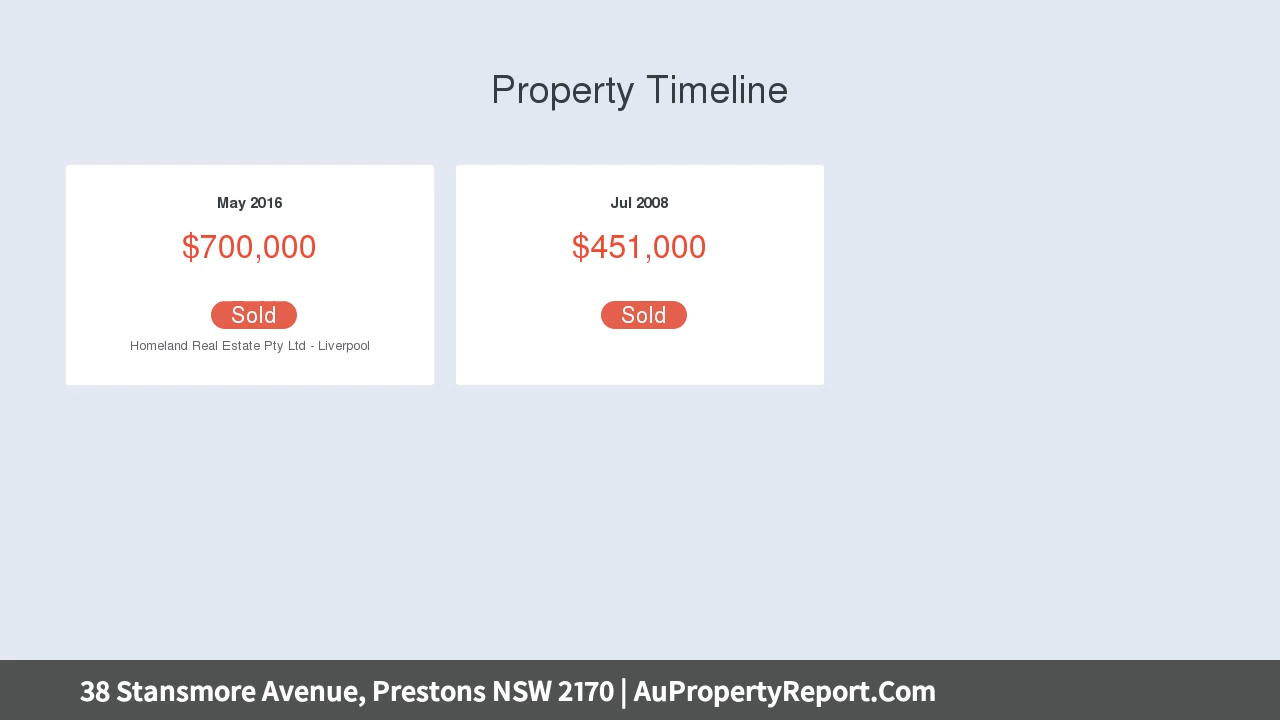 Property Timeline
May 2016
$700,000
Sold
Homeland Real Estate Pty Ltd - Liverpool
Jul 2008
$451,000
Sold
38 Stansmore Avenue, Prestons NSW 2170 | AuPropertyReport.Com